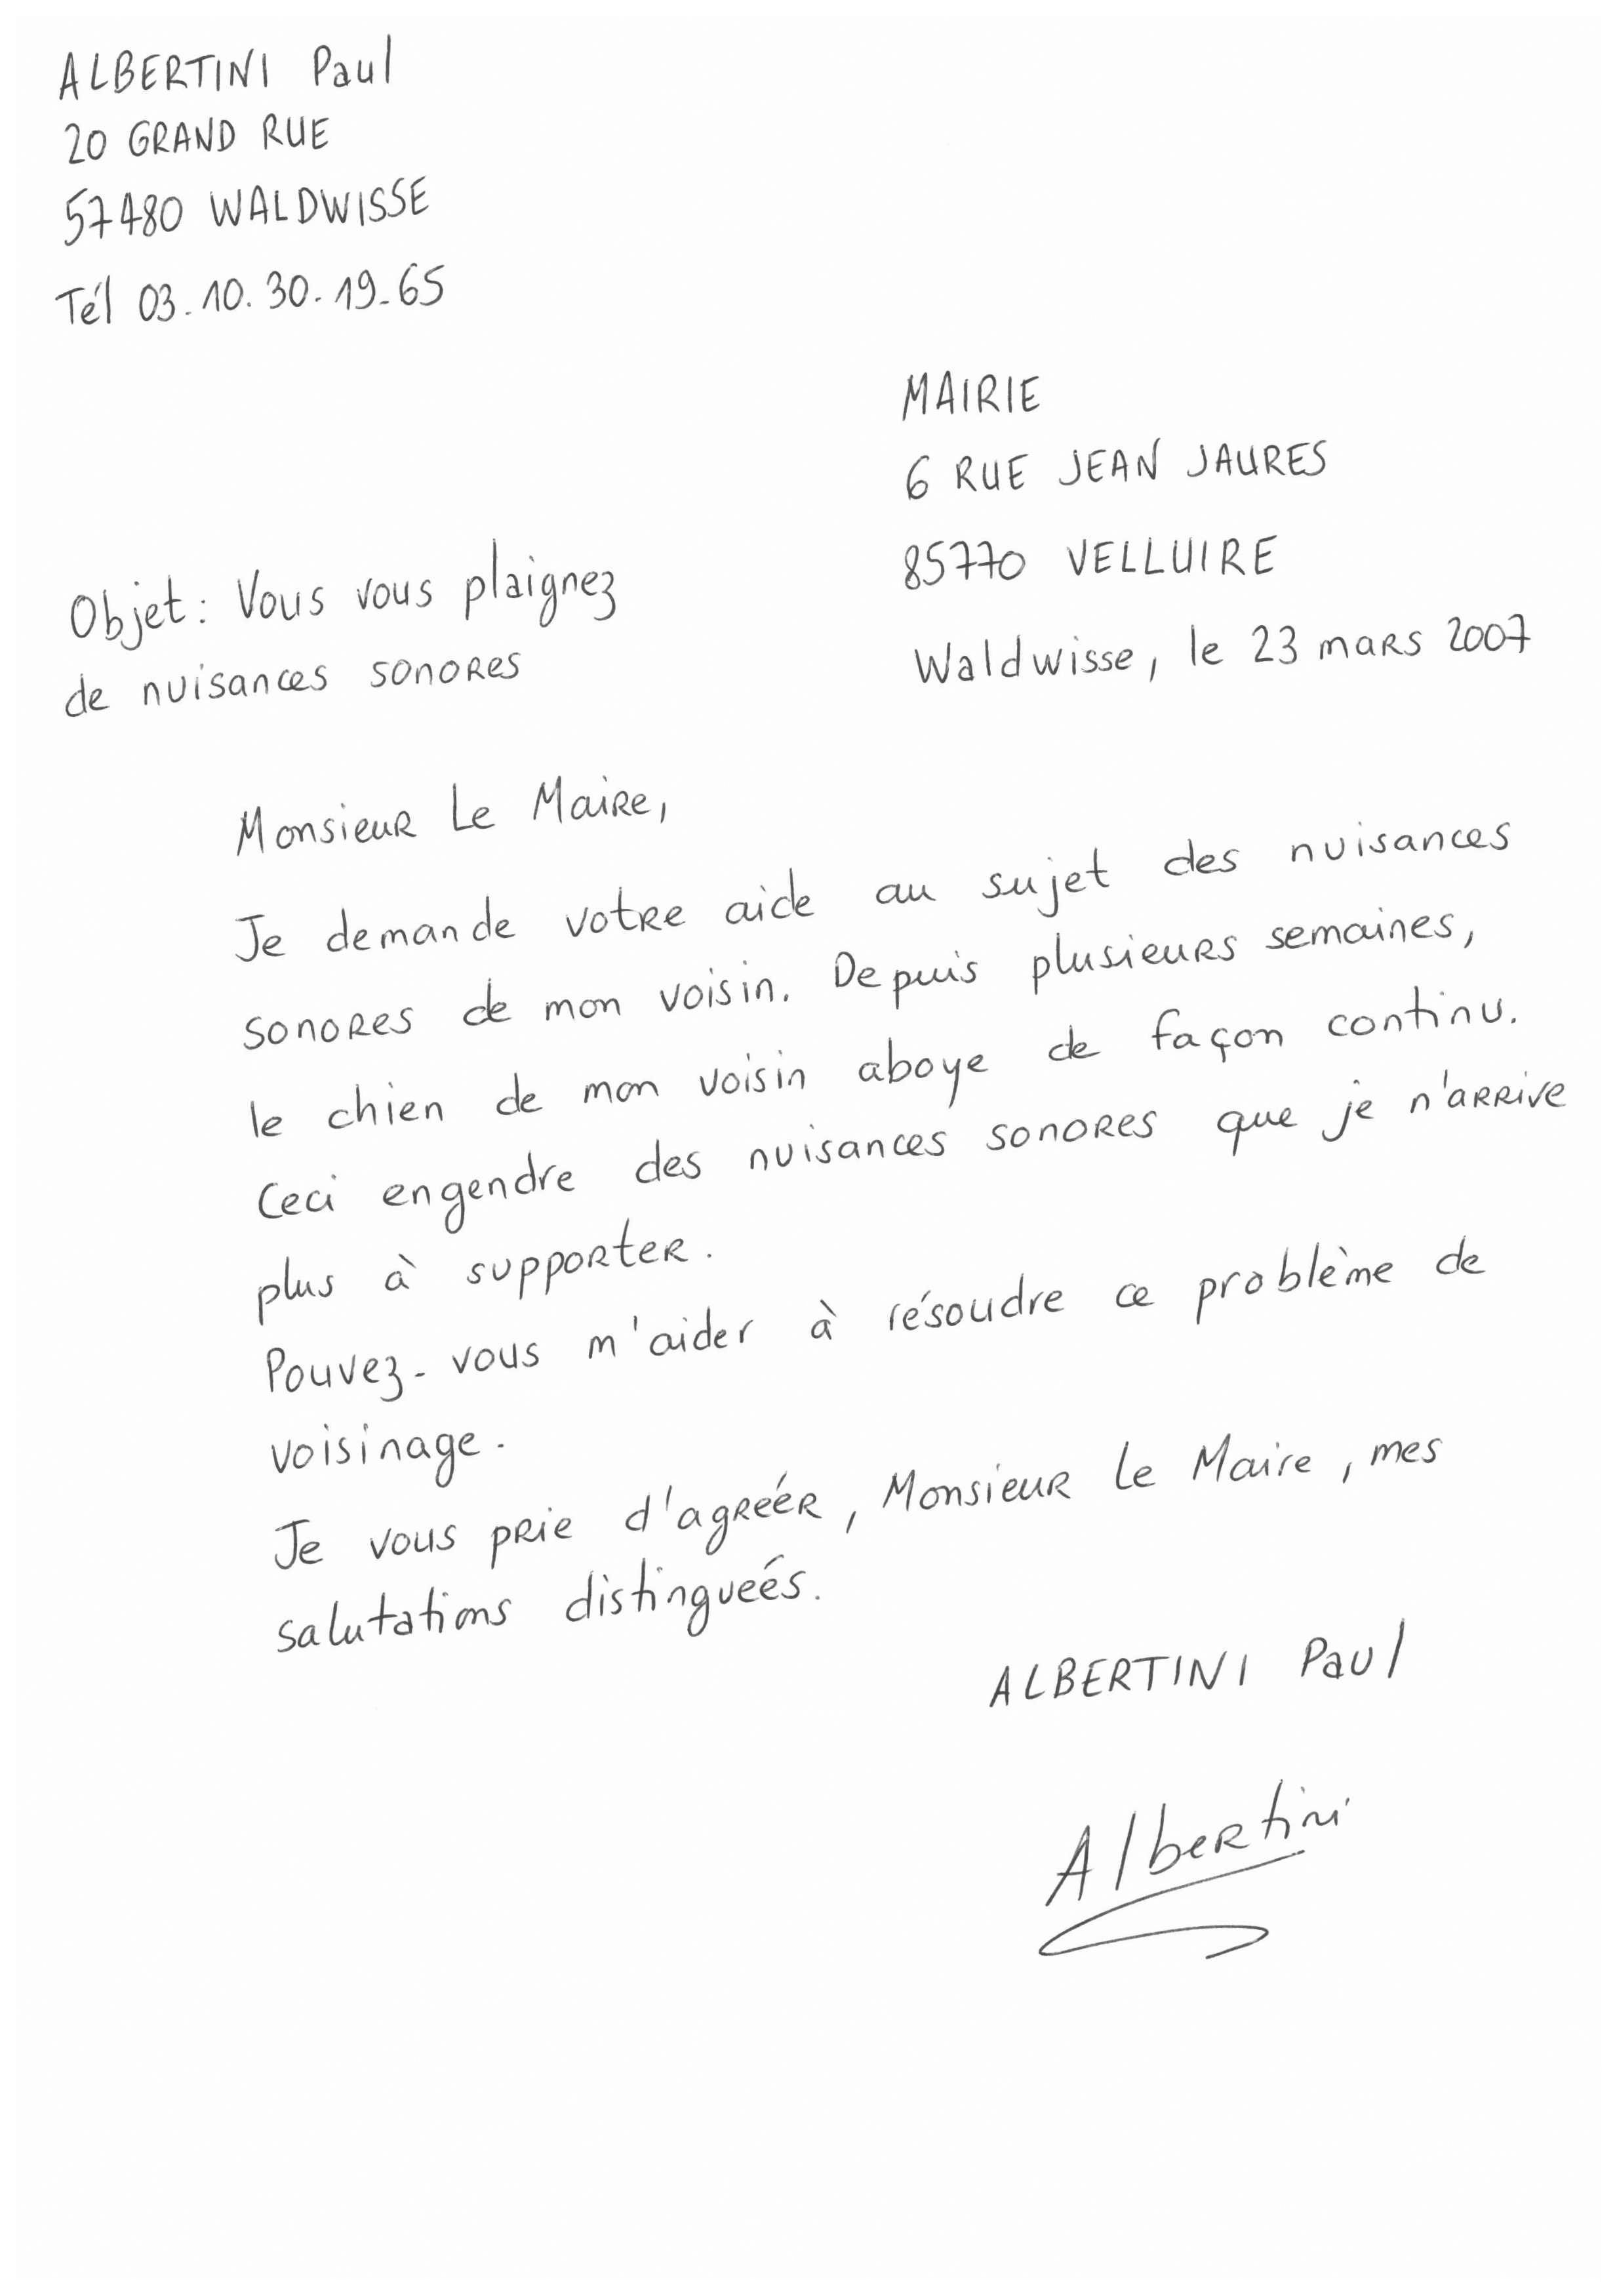 ALBERTINI Paul
20 GRAND RUE
57480 WALDWISSE
Tél 03.10.30.19.65
MAIRIE
6 RUE JEAN JAURES
85770 VELLUIRE
Objet : Vous vous plaignez
de nuisances sonores
Waldwisse, le 23 mars 2007
Monsieur Le Maire,
Je demande votre aide au sujet des nuisances
sonores de mon voisin. Depuis plusieurs semaines,
le chien de mon voisin aboye de façon continu.
Ceci engendre des nuisances sonores que je n'arrive
plus à supporter.
Pouvez-vous m'aider à résoudre ce problème de
voisinage.
Je vous prie d'agréer, Monsieur Le Maire, mes
salutations distinguées.
ALBERTINI Paul
Albertini